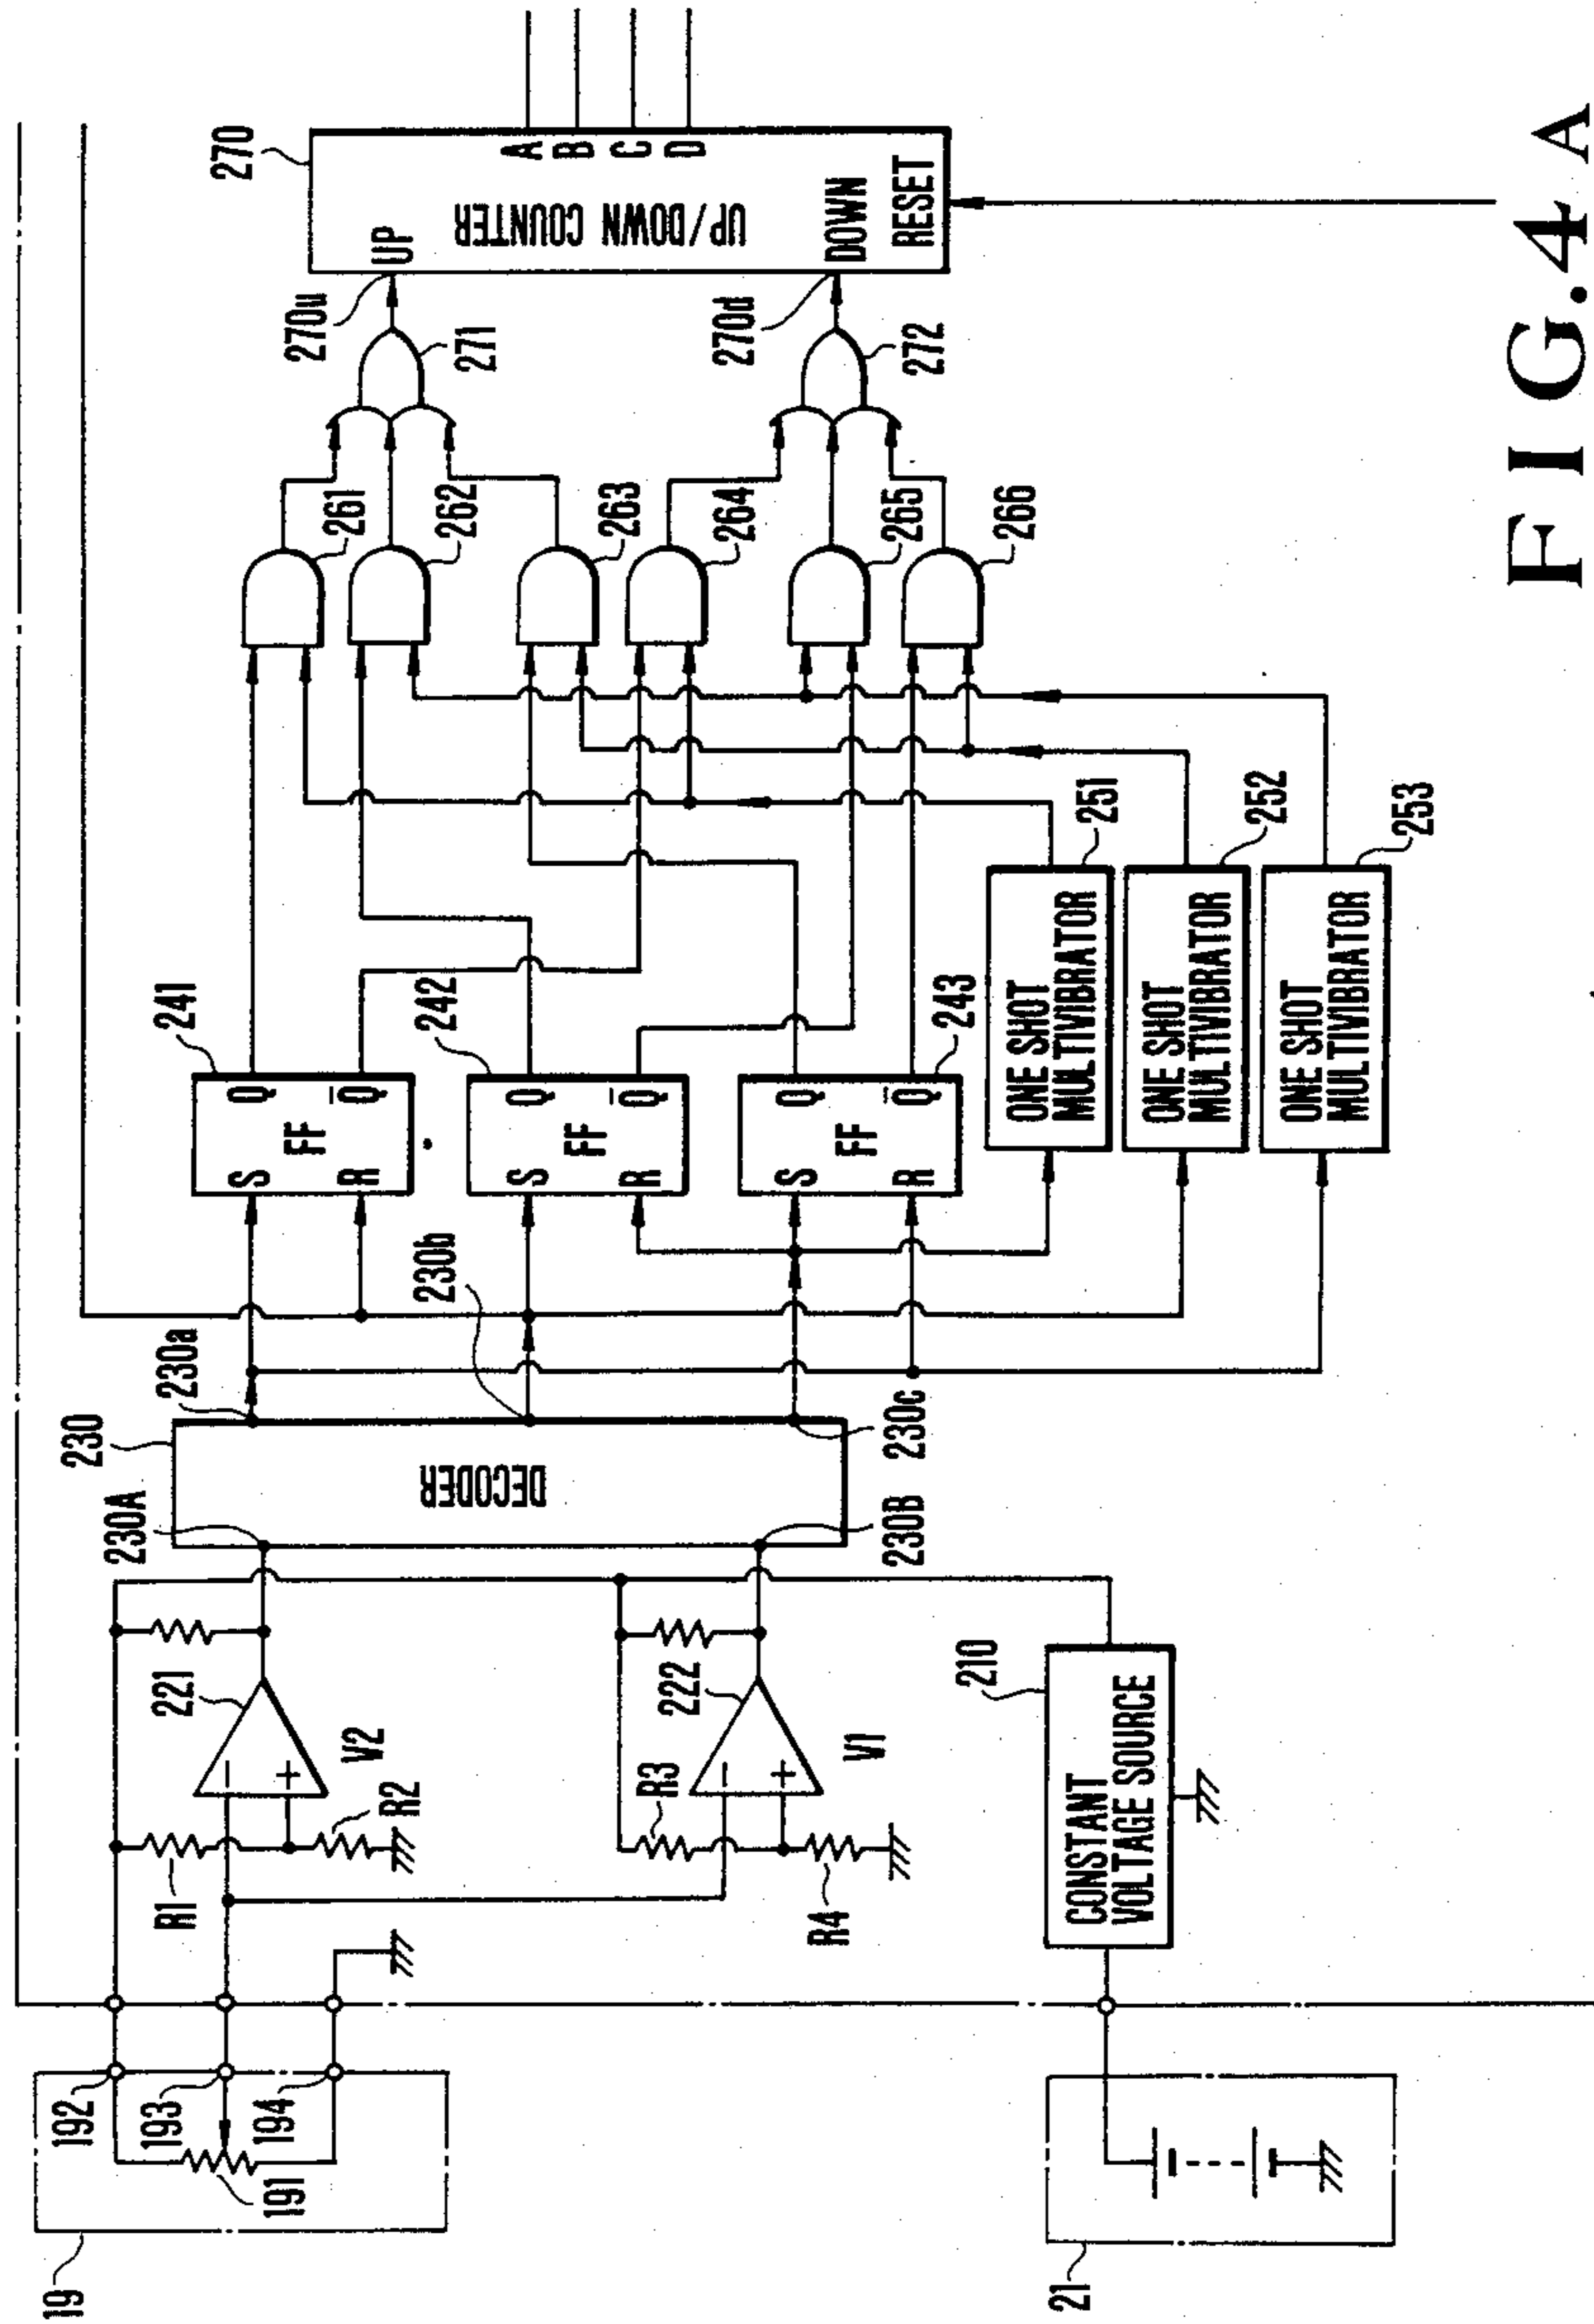 19
191
192
193
194
R1
R2
221
V2
R3
R4
222
V1
21
CONSTANT
VOLTAGE SOURCE
210
230
230A
230B
DECODER
230a
230b
230c
241
S
R
FF
Q
Q̅
242
S
R
FF
Q
Q̅
243
S
R
FF
Q
Q̅
ONE SHOT
MULTIVIBRATOR
251
ONE SHOT
MULTIVIBRATOR
252
ONE SHOT
MULTIVIBRATOR
253
261
262
263
264
265
266
271
272
270u
270d
270
UP
DOWN
UP/DOWN COUNTER
RESET
A
B
C
D
FIG.4 A